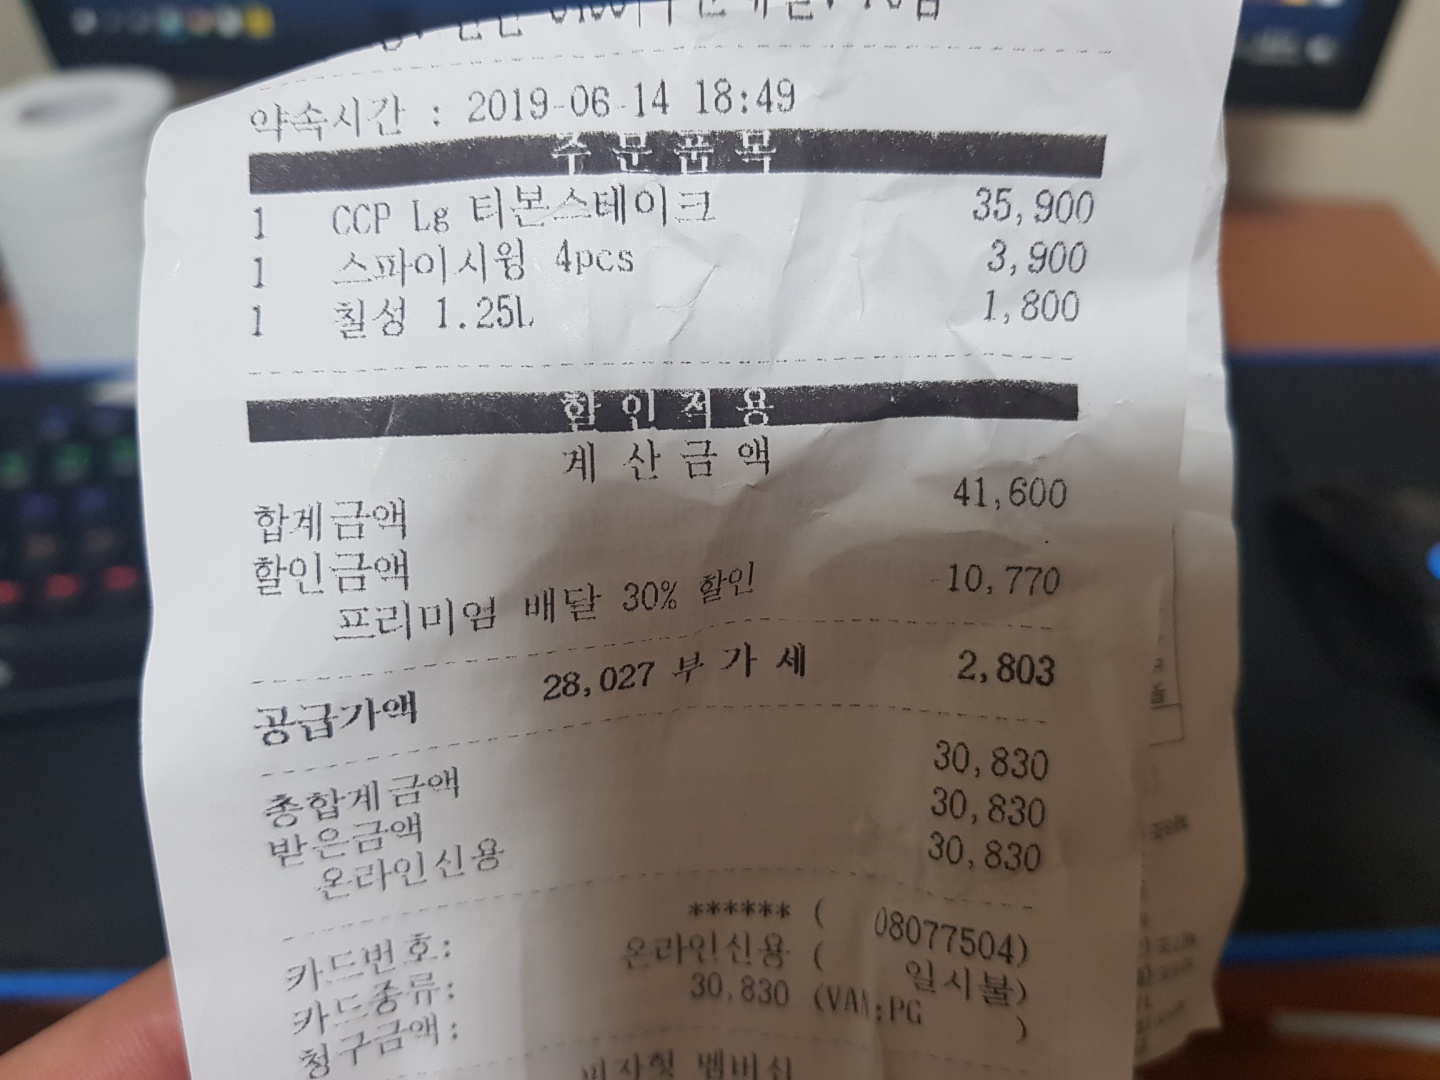 약속시간 : 2019-06-14 18:49
주문품목
1 CCP Lg 티본스테이크 35,900
1 스파이시윙 4pcs 3,900
1 칠성 1.25L 1,800
할인적용
계산금액
합계금액 41,600
할인금액
프리미엄 배달 30% 할인 10,770
공급가액 28,027 부가세 2,803
총합계금액 30,830
받은금액 30,830
온라인신용 30,830
카드번호: ****** ( 08077504)
카드종류: 온라인신용 ( 일시불)
청구금액: 30,830 (VAN:PG )
피자헛 멤버십